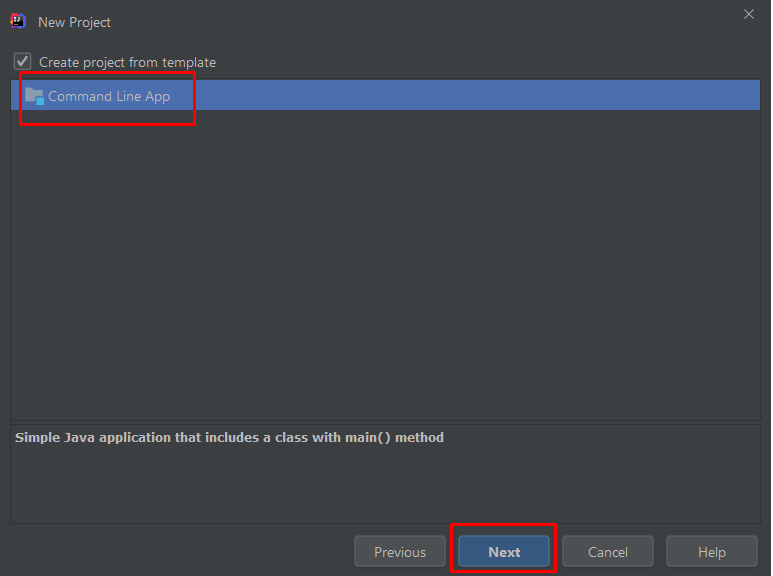 New Project
Create project from template
Command Line App
Simple Java application that includes a class with main() method
Previous Next Cancel Help